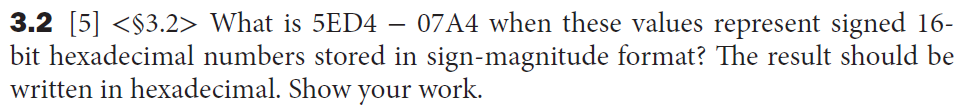 3.2 [5] <§3.2> What is 5ED4 – 07A4 when these values represent signed 16-
bit hexadecimal numbers stored in sign-magnitude format? The result should be
written in hexadecimal. Show your work.